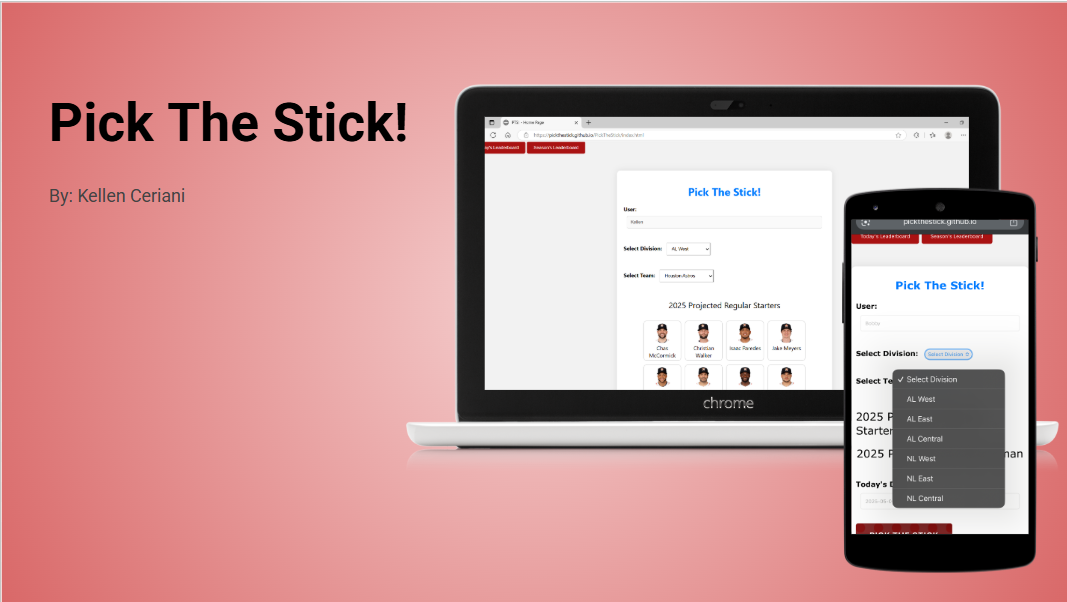 Pick The Stick!
By: Kellen Ceriani
PTS - Home Page
https://pickthestick.github.io/PickTheStick/index.html
Today's Leaderboard Season's Leaderboard
Pick The Stick!
User:
Kellen
Select Division: AL West
Select Team: Houston Astros
2025 Projected Regular Starters
Chas McCormick
Christian Walker
Isaac Paredes
Jake Meyers
chrome
pickthestick.github.io
Today's Leaderboard Season's Leaderboard
Pick The Stick!
User:
Select Division: Select Division
Select Te
✓ Select Division
AL West
AL East
AL Central
NL West
NL East
NL Central
2025 P
Starter
2025 P man
Today's D
PICK THE STICK